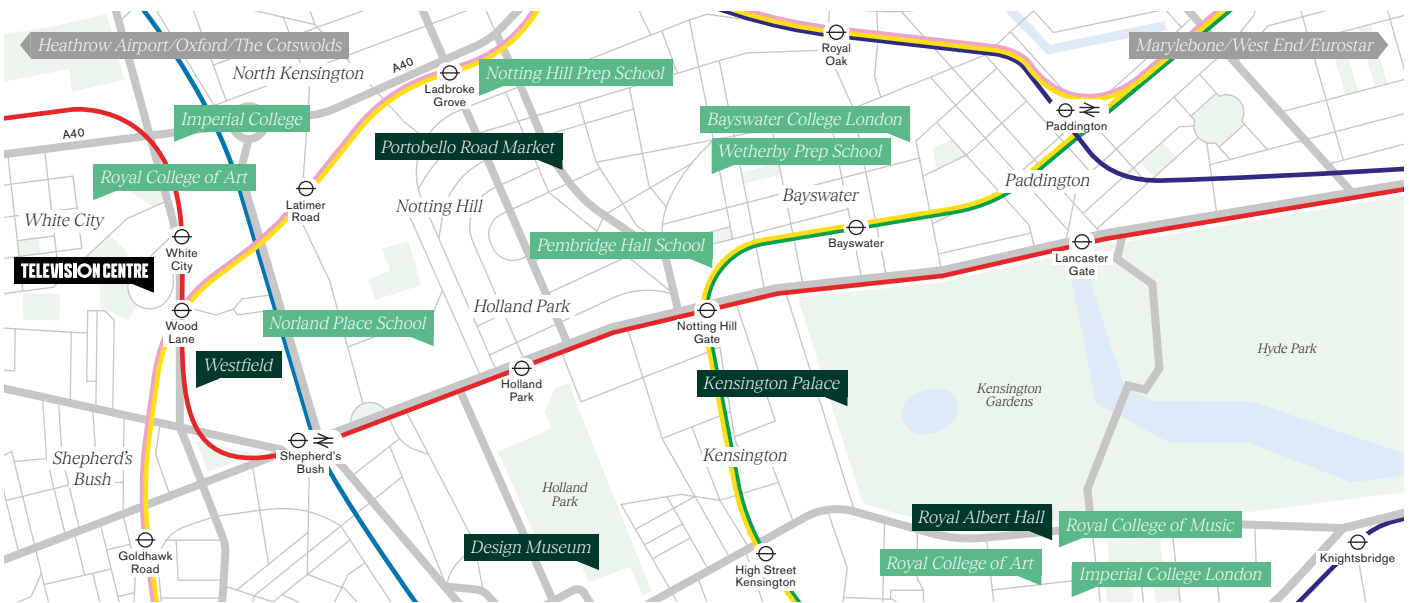 Heathrow Airport/Oxford/The Cotswolds
Marylebone/West End/Eurostar
Royal
Oak
North Kensington
A40
Notting Hill Prep School
Ladbroke
Grove
Imperial College
Bayswater College London
Paddington
A40
Portobello Road Market
Wetherby Prep School
Royal College of Art
Paddington
Latimer
Road
Notting Hill
Bayswater
White City
White
City
Pembridge Hall School
Bayswater
Lancaster
Gate
TELEVISION CENTRE
Holland Park
Wood
Lane
Norland Place School
Notting Hill
Gate
Hyde Park
Westfield
Holland
Park
Kensington Palace
Kensington
Gardens
Shepherd's
Bush
Shepherd's
Bush
Kensington
Holland
Park
Royal Albert Hall
Royal College of Music
Goldhawk
Road
Design Museum
High Street
Kensington
Royal College of Art
Imperial College London
Knightsbridge